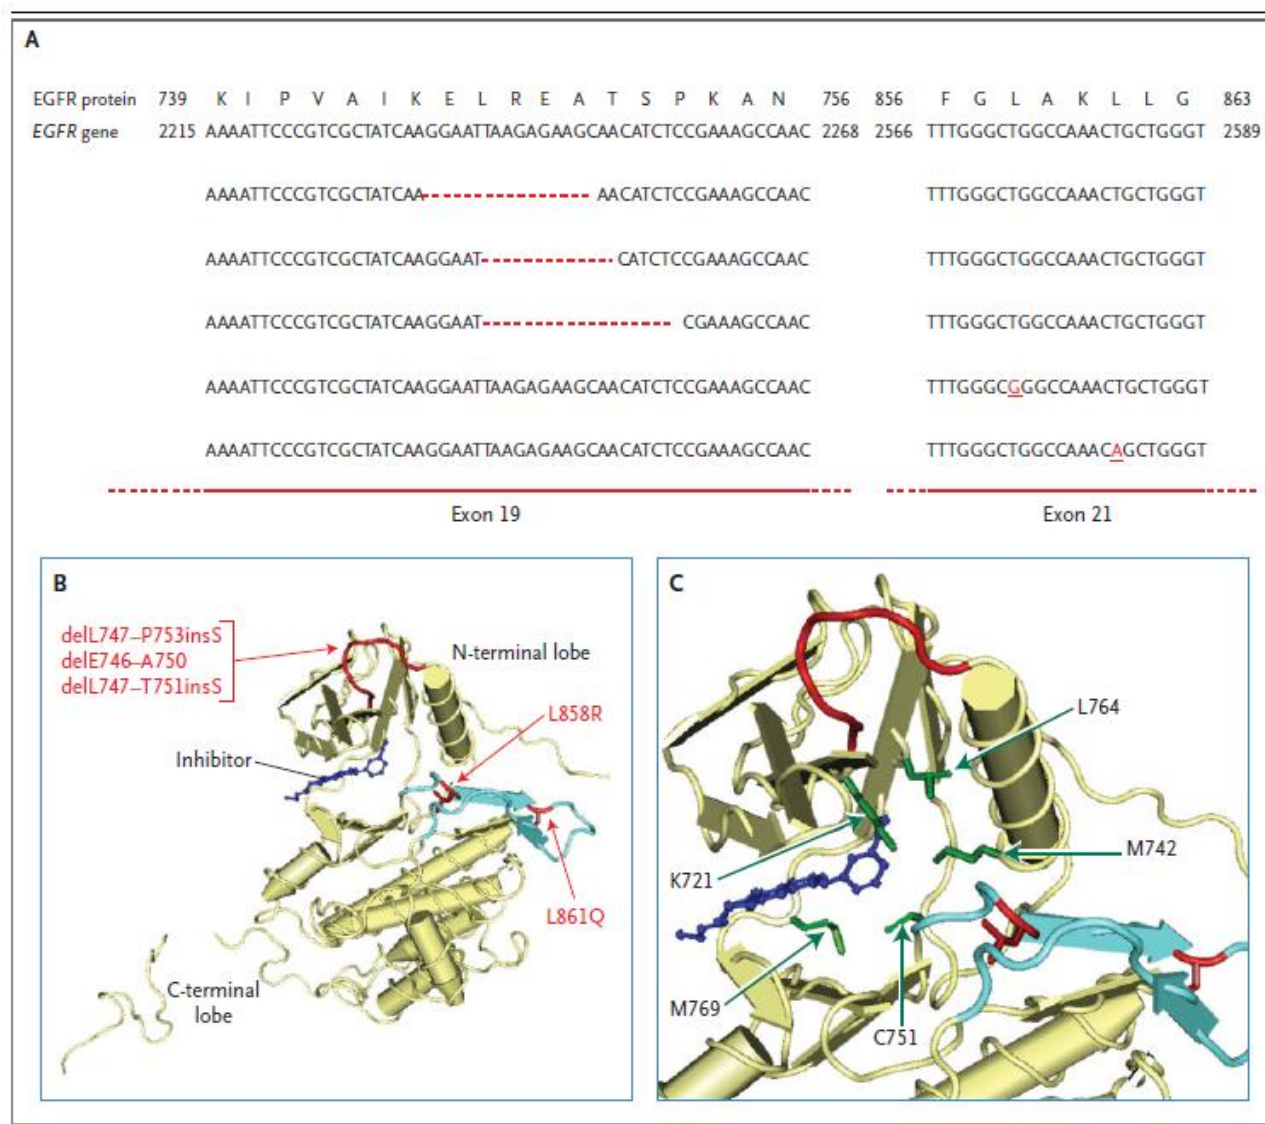 A
EGFR protein 739 K I P V A I K E L R E A T S P K A N 756 856 F G L A K L L G 863
EGFR gene 2215 AAAATTCCCGTCGCTATCAAGGAATTAAGAGAAGCAACATCTCCGAAAGCCAAC 2268 2566 TTTGGGCTGGCCAAACTGCTGGGT 2589
AAAATTCCCGTCGCTATCAA----------------- AACATCTCCGAAAGCCAAC TTTGGGCTGGCCAAACTGCTGGGT
AAAATTCCCGTCGCTATCAAGGAAT------------- CATCTCCGAAAGCCAAC TTTGGGCTGGCCAAACTGCTGGGT
AAAATTCCCGTCGCTATCAAGGAAT------------------- CGAAAGCCAAC TTTGGGCTGGCCAAACTGCTGGGT
AAAATTCCCGTCGCTATCAAGGAATTAAGAGAAGCAACATCTCCGAAAGCCAAC TTTGGGCGGGCCAAACTGCTGGGT
AAAATTCCCGTCGCTATCAAGGAATTAAGAGAAGCAACATCTCCGAAAGCCAAC TTTGGGCTGGCCAAACAGCTGGGT
Exon 19 Exon 21
B
delL747–P753insS
delE746–A750
delL747–T751insS
N-terminal lobe
L858R
Inhibitor
L861Q
C-terminal
lobe
C
L764
M742
K721
M769
C751